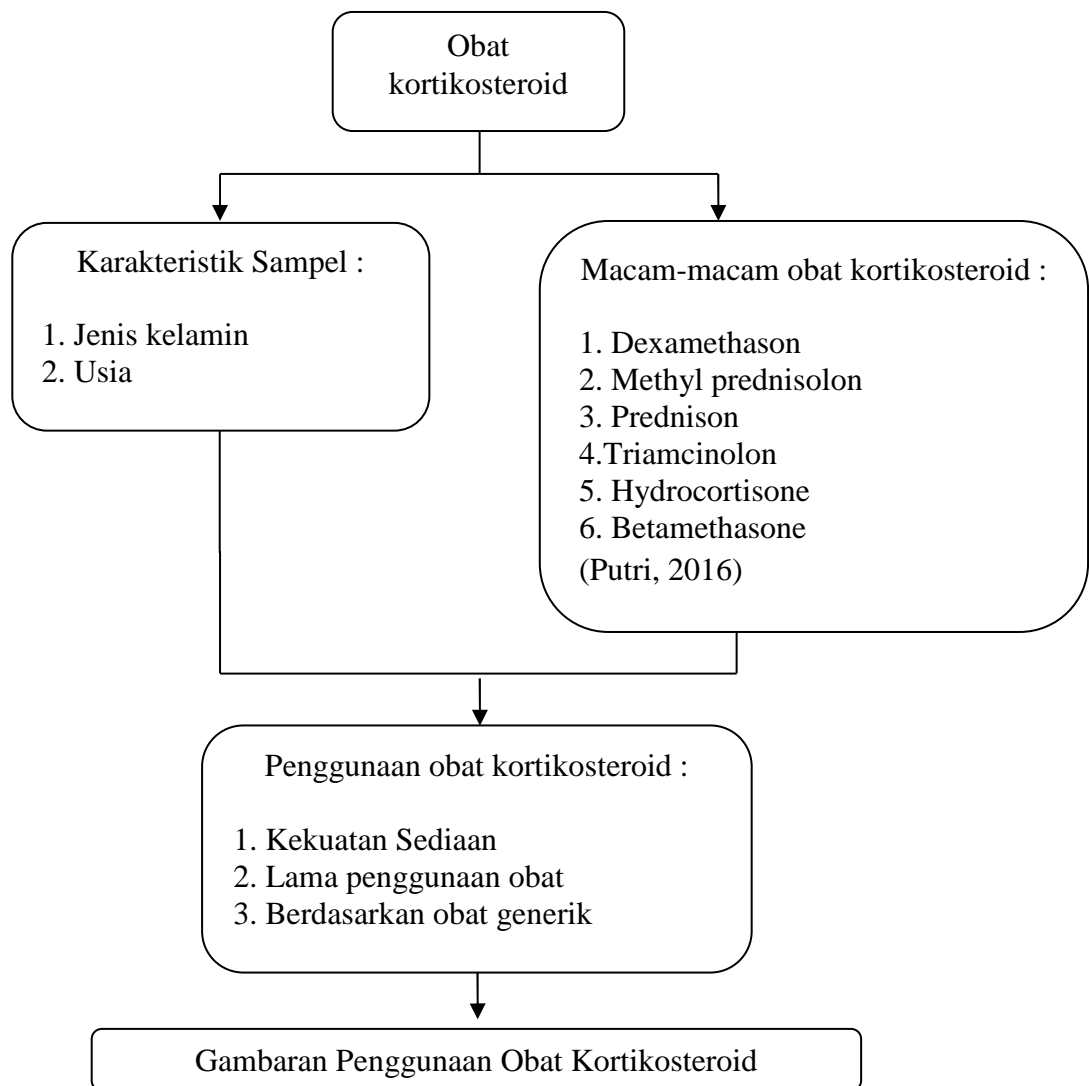 Obat
kortikosteroid
Karakteristik Sampel :
1. Jenis kelamin
2. Usia
Macam-macam obat kortikosteroid :
1. Dexamethason
2. Methyl prednisolon
3. Prednison
4.Triamcinolon
5. Hydrocortisone
6. Betamethasone
(Putri, 2016)
Penggunaan obat kortikosteroid :
1. Kekuatan Sediaan
2. Lama penggunaan obat
3. Berdasarkan obat generik
Gambaran Penggunaan Obat Kortikosteroid